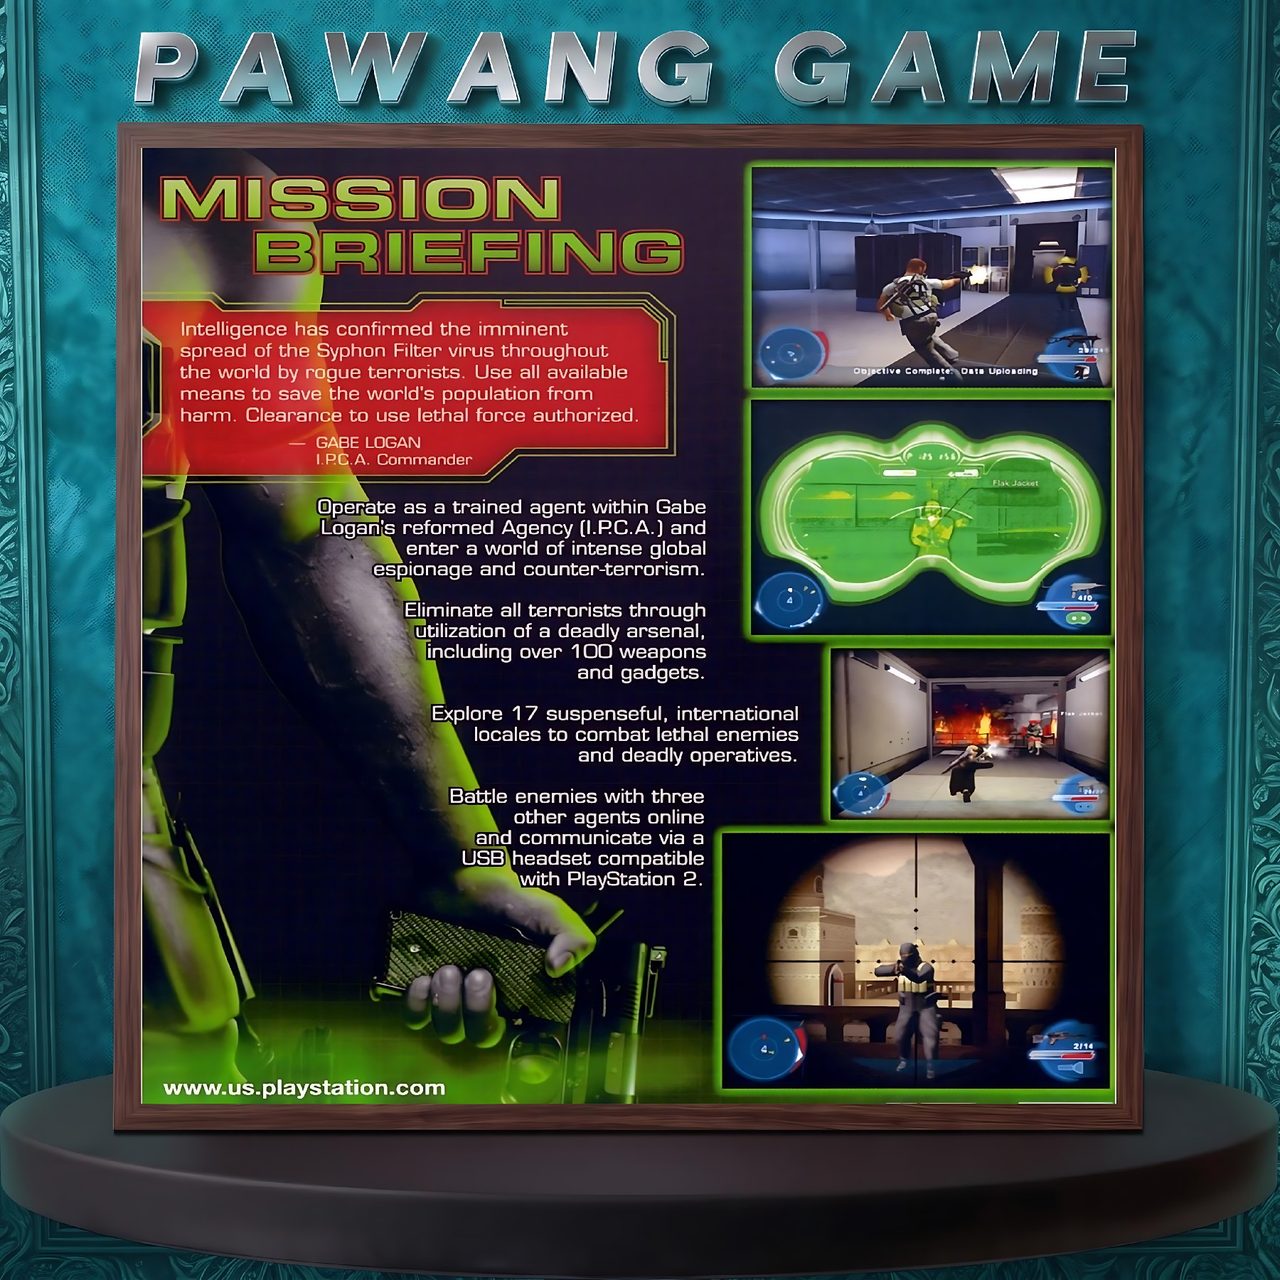 PAWANG GAME
MISSION
BRIEFING
Intelligence has confirmed the imminent
spread of the Syphon Filter virus throughout
the world by rogue terrorists. Use all available
means to save the world's population from
harm. Clearance to use lethal force authorized.
— GABE LOGAN
I.P.C.A. Commander
Operate as a trained agent within Gabe
Logan's reformed Agency (I.P.C.A.) and
enter a world of intense global
espionage and counter-terrorism.
Eliminate all terrorists through
utilization of a deadly arsenal,
including over 100 weapons
and gadgets.
Explore 17 suspenseful, international
locales to combat lethal enemies
and deadly operatives.
Battle enemies with three
other agents online
and communicate via a
USB headset compatible
with PlayStation 2.
www.us.playstation.com
Objective Complete: Data Uploading
Flak Jacket
4/0
Flak Jacket
2/14